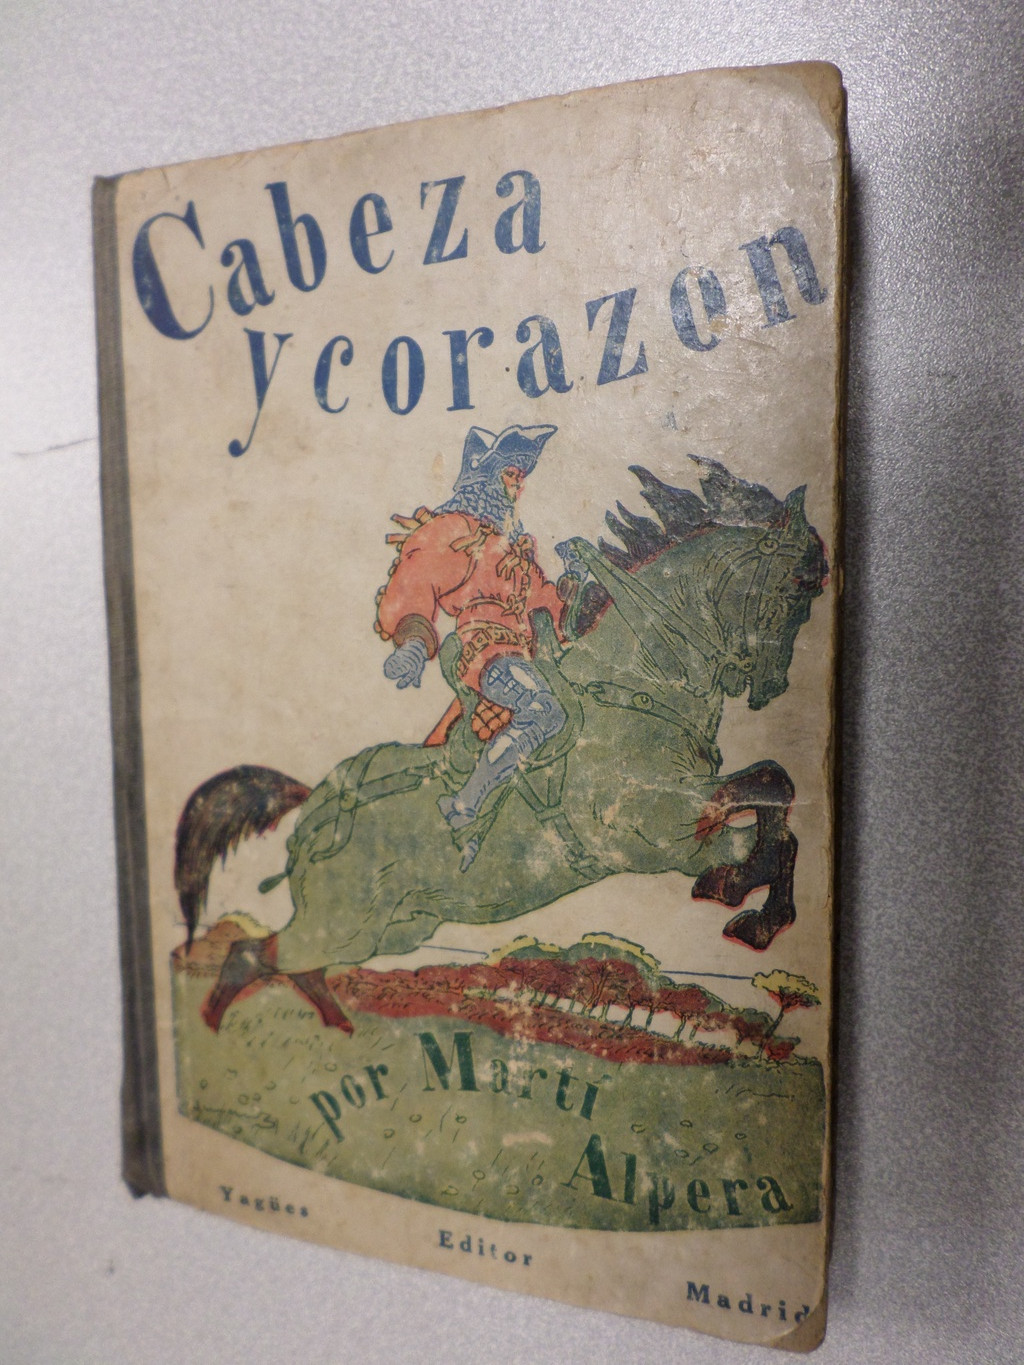 Cabeza
y corazon
por Martí
Alpera
Yagües Editor Madrid